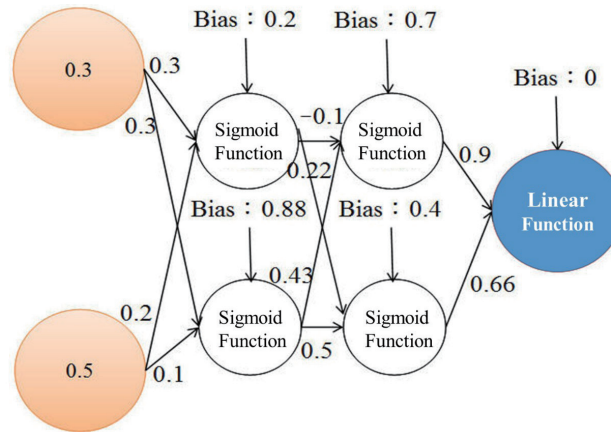 Bias：0.2
Bias：0.7
0.3
0.3
Bias：0
0.3
Sigmoid
Function
−0.1
Sigmoid
Function
0.22
0.9
Linear
Function
Bias：0.88
Bias：0.4
0.43
0.66
0.2
Sigmoid
Function
Sigmoid
Function
0.5
0.5
0.1